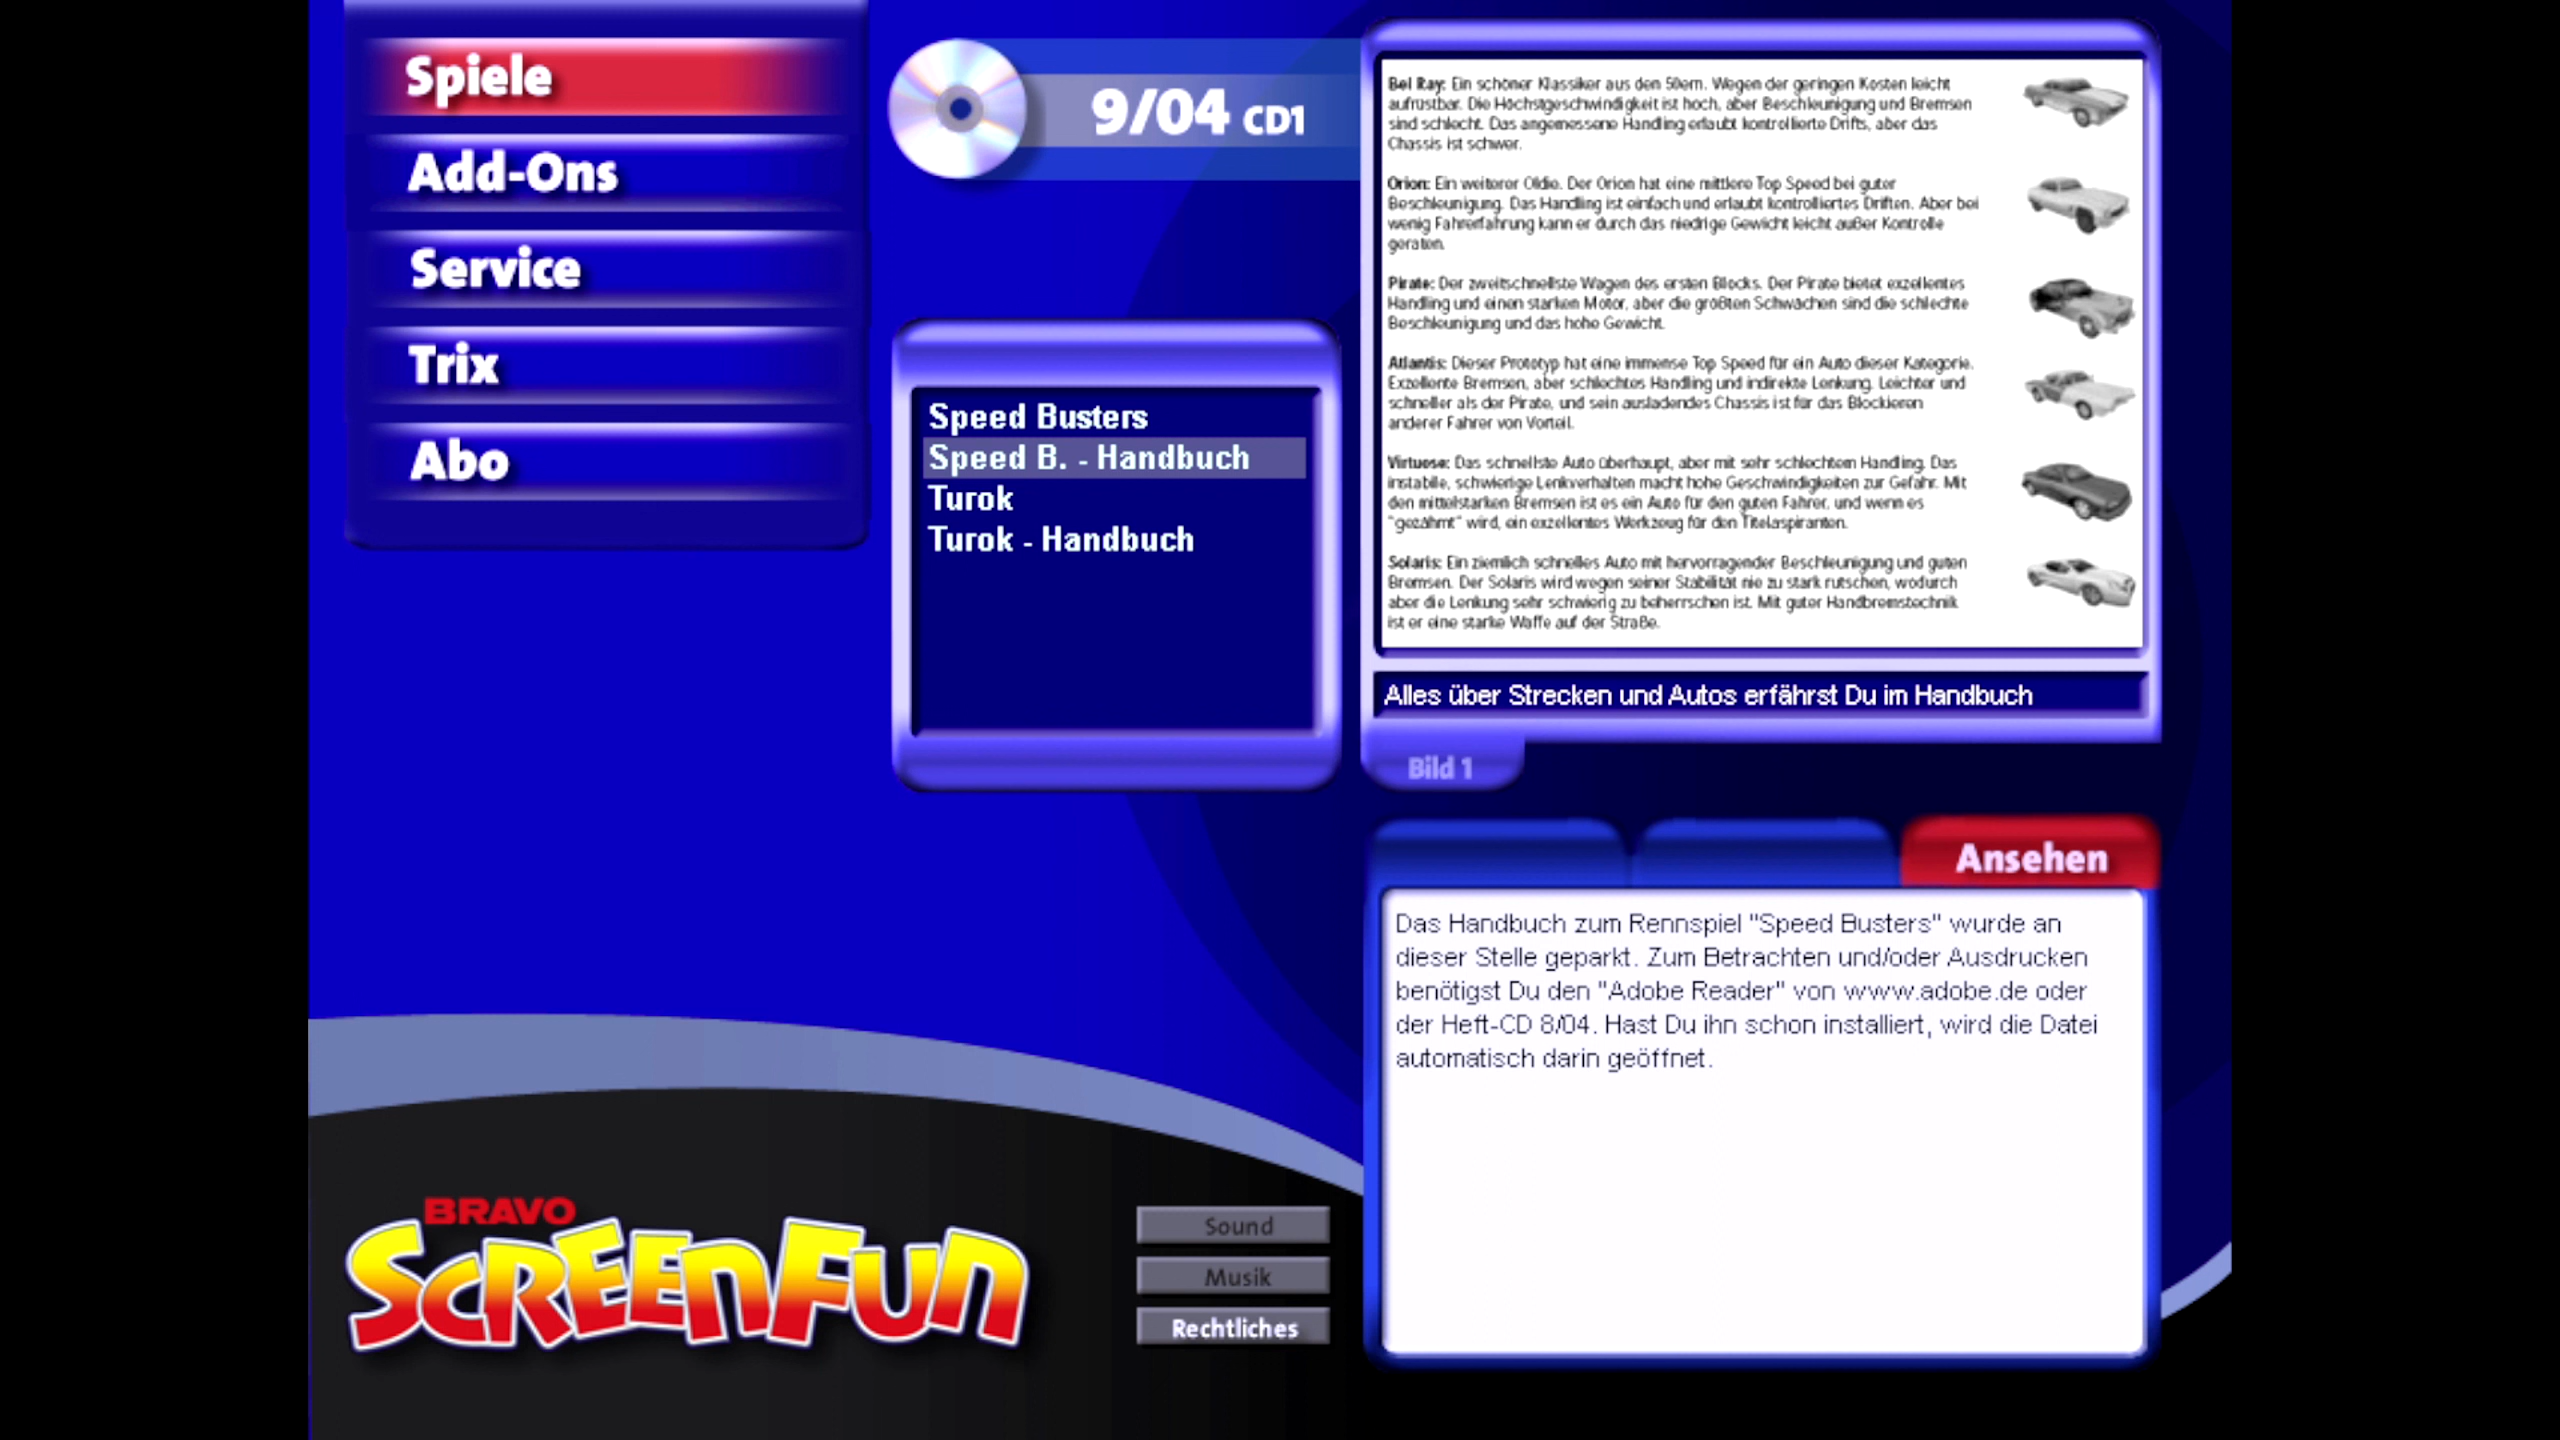 Spiele
Add-Ons
Service
Trix
Abo
9/04 CD1
Speed Busters
Speed B. - Handbuch
Turok
Turok - Handbuch
Bel Ray: Ein schöner Klassiker aus den 50ern. Wegen der geringen Kosten leicht
aufrüstbar. Die Höchstgeschwindigkeit ist hoch, aber Beschleunigung und Bremsen
sind schlecht. Das angemessene Handling erlaubt kontrollierte Drifts, aber das
Chassis ist schwer.
Orion: Ein weiterer Oldie. Der Orion hat eine mittlere Top Speed bei guter
Beschleunigung. Das Handling ist einfach und erlaubt kontrolliertes Driften. Aber bei
wenig Fahrerfahrung kann er durch das niedrige Gewicht leicht außer Kontrolle
geraten.
Pirate: Der zweitschnellste Wagen des ersten Blocks. Der Pirate bietet exzellentes
Handling und einen starken Motor, aber die größten Schwächen sind die schlechte
Beschleunigung und das hohe Gewicht.
Atlantis: Dieser Prototyp hat eine immense Top Speed für ein Auto dieser Kategorie.
Exzellente Bremsen, aber schlechtes Handling und indirekte Lenkung. Leichter und
schneller als der Pirate, und sein ausladendes Chassis ist für das Blockieren
anderer Fahrer von Vorteil.
Virtuose: Das schnellste Auto überhaupt, aber mit sehr schlechtem Handling. Das
instabile, schwierige Lenkverhalten macht hohe Geschwindigkeiten zur Gefahr. Mit
den mittelstarken Bremsen ist es ein Auto für den guten Fahrer, und wenn es
"gezähmt" wird, ein exzellentes Werkzeug für den Titelaspiranten.
Solaris: Ein ziemlich schnelles Auto mit hervorragender Beschleunigung und guten
Bremsen. Der Solaris wird wegen seiner Stabilität nie zu stark rutschen, wodurch
aber die Lenkung sehr schwierig zu beherrschen ist. Mit guter Handbremstechnik
ist er eine starke Waffe auf der Straße.
Alles über Strecken und Autos erfährst Du im Handbuch
Bild 1
Ansehen
Das Handbuch zum Rennspiel "Speed Busters" wurde an
dieser Stelle geparkt. Zum Betrachten und/oder Ausdrucken
benötigst Du den "Adobe Reader" von www.adobe.de oder
der Heft-CD 8/04. Hast Du ihn schon installiert, wird die Datei
automatisch darin geöffnet.
BRAVO
SCREENFUN
Sound
Musik
Rechtliches